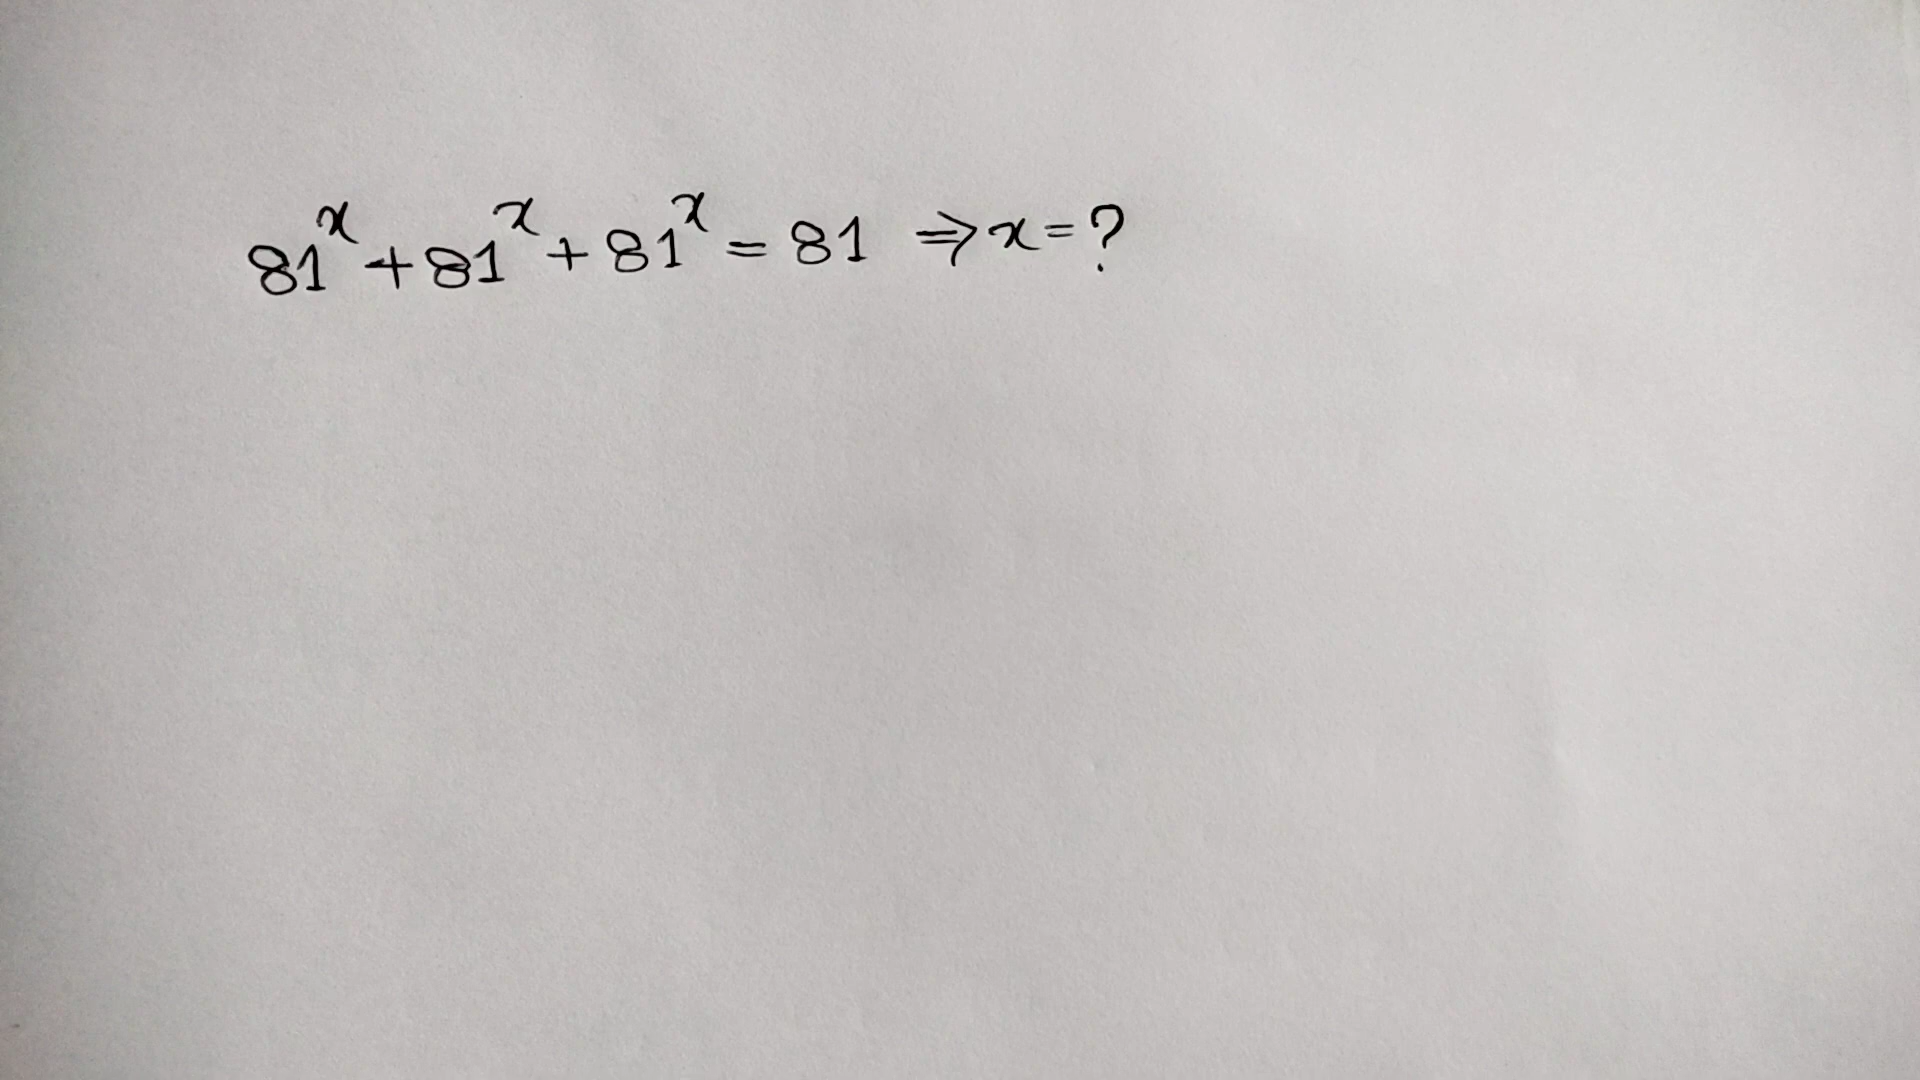 81^x + 81^x + 81^x = 81 ⇒ x = ?